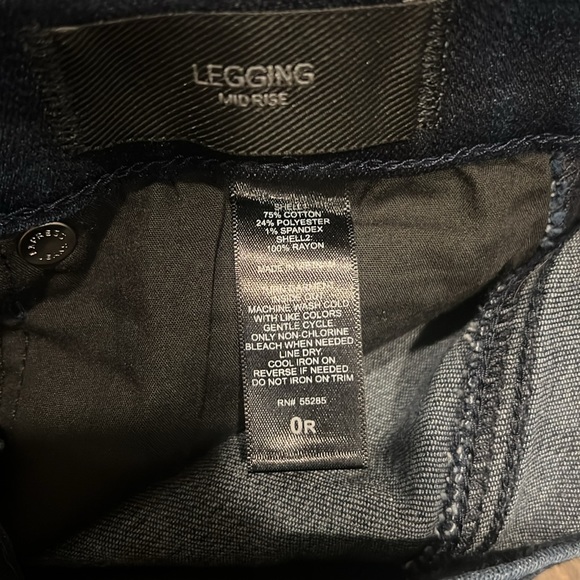 LEGGING
MID RISE
SHELL1:
75% COTTON
24% POLYESTER
1% SPANDEX
SHELL2:
100% RAYON
MADE IN
MACHINE WASH COLD
WITH LIKE COLORS
GENTLE CYCLE
ONLY NON-CHLORINE
BLEACH WHEN NEEDED
LINE DRY.
COOL IRON ON
REVERSE IF NEEDED
DO NOT IRON ON TRIM
RN# 55285
0R